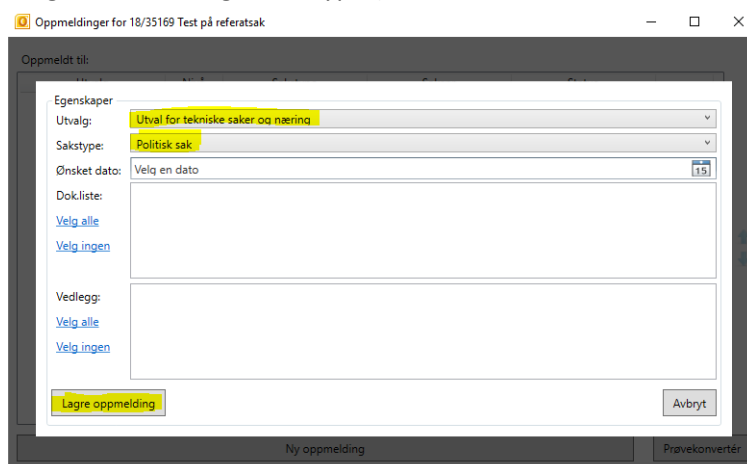 Oppmeldinger for 18/35169 Test på referatsak
Oppmeldt til:
Egenskaper
Utvalg: Utval for tekniske saker og næring
Sakstype: Politisk sak
Ønsket dato: Velg en dato 15
Dok.liste:
Velg alle
Velg ingen
Vedlegg:
Velg alle
Velg ingen
Lagre oppmelding Avbryt
Ny oppmelding Prøvekonvertér